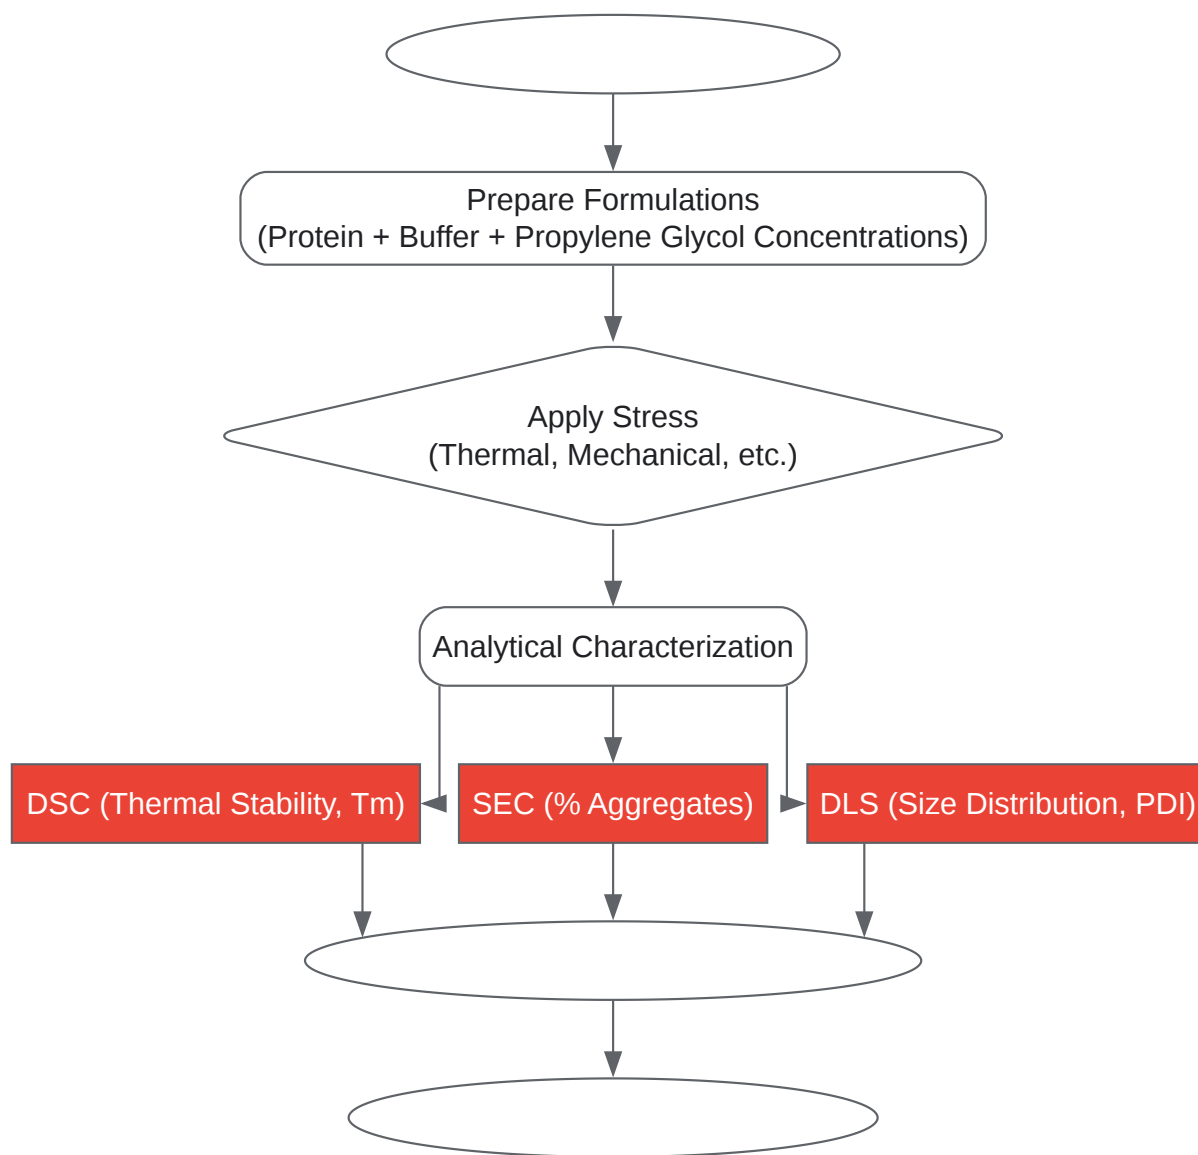 Prepare Formulations
(Protein + Buffer + Propylene Glycol Concentrations)
Apply Stress
(Thermal, Mechanical, etc.)
Analytical Characterization
DSC (Thermal Stability, Tm)
SEC (% Aggregates)
DLS (Size Distribution, PDI)